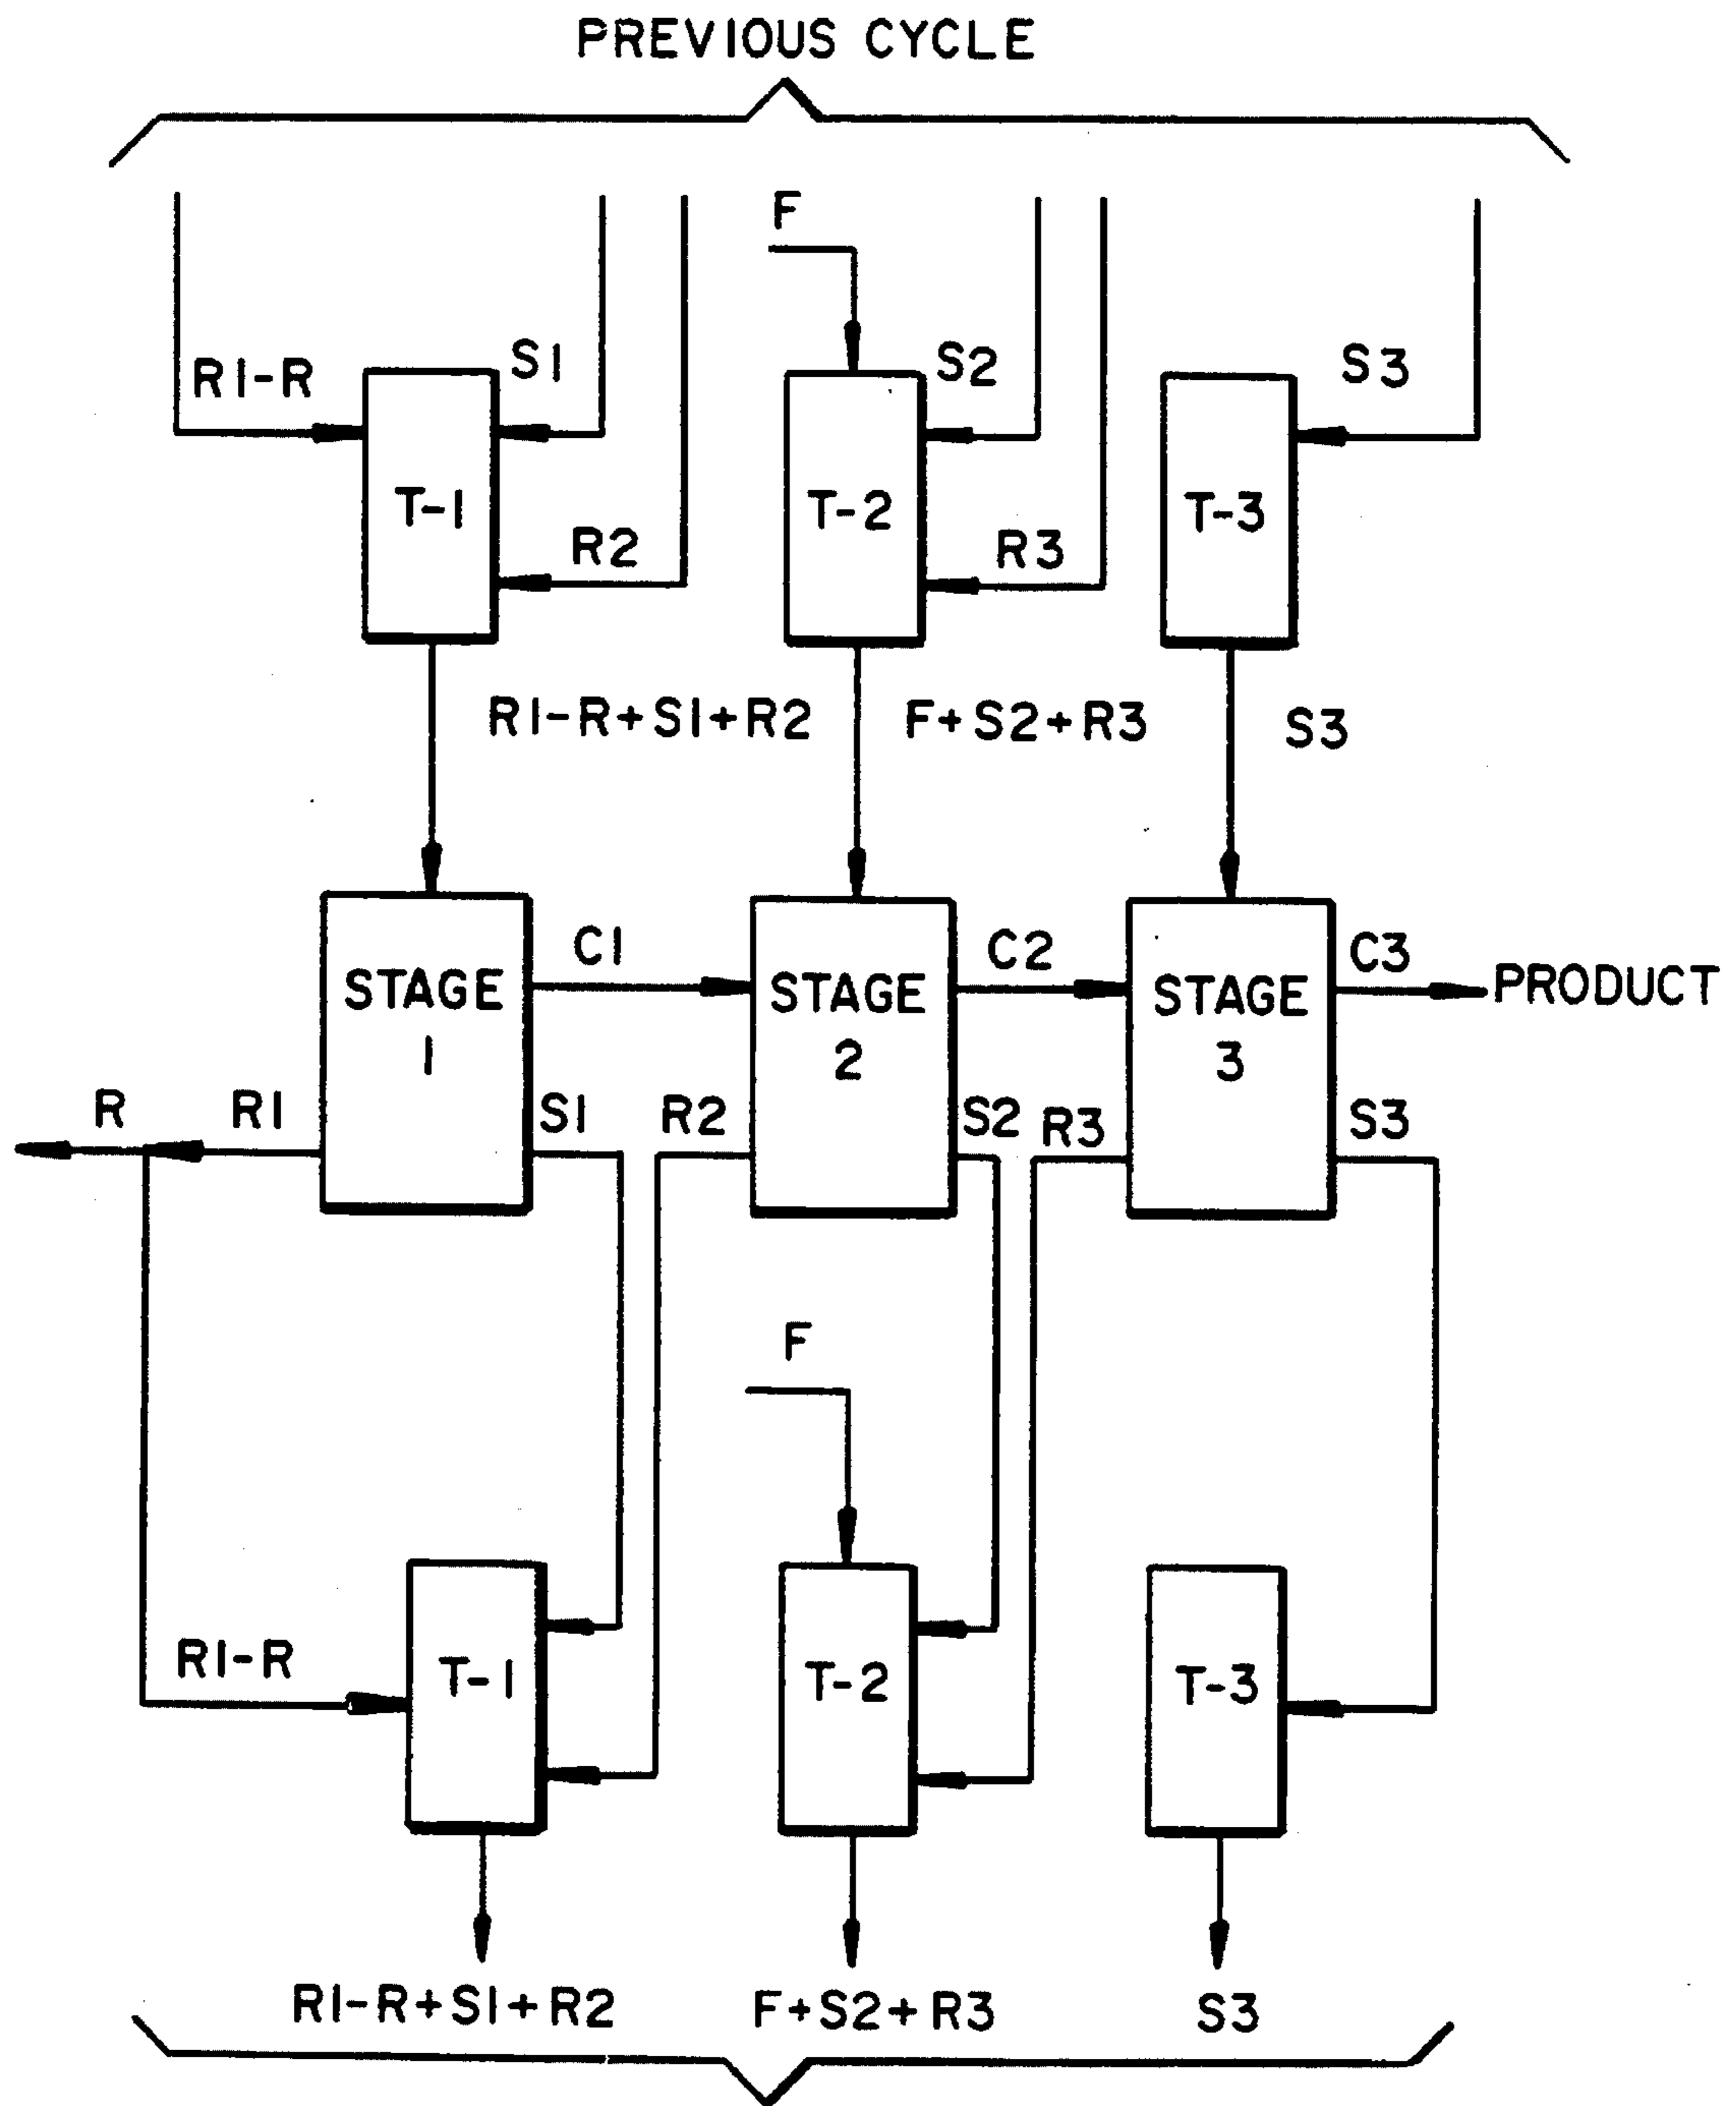 PREVIOUS CYCLE
F
R1-R
S1
S2
S3
T-1
T-2
T-3
R2
R3
R1-R+S1+R2
F+S2+R3
S3
C1
C2
C3
STAGE
1
STAGE
2
STAGE
3
PRODUCT
R
R1
S1
R2
S2
R3
S3
F
R1-R
T-1
T-2
T-3
R1-R+S1+R2
F+S2+R3
S3